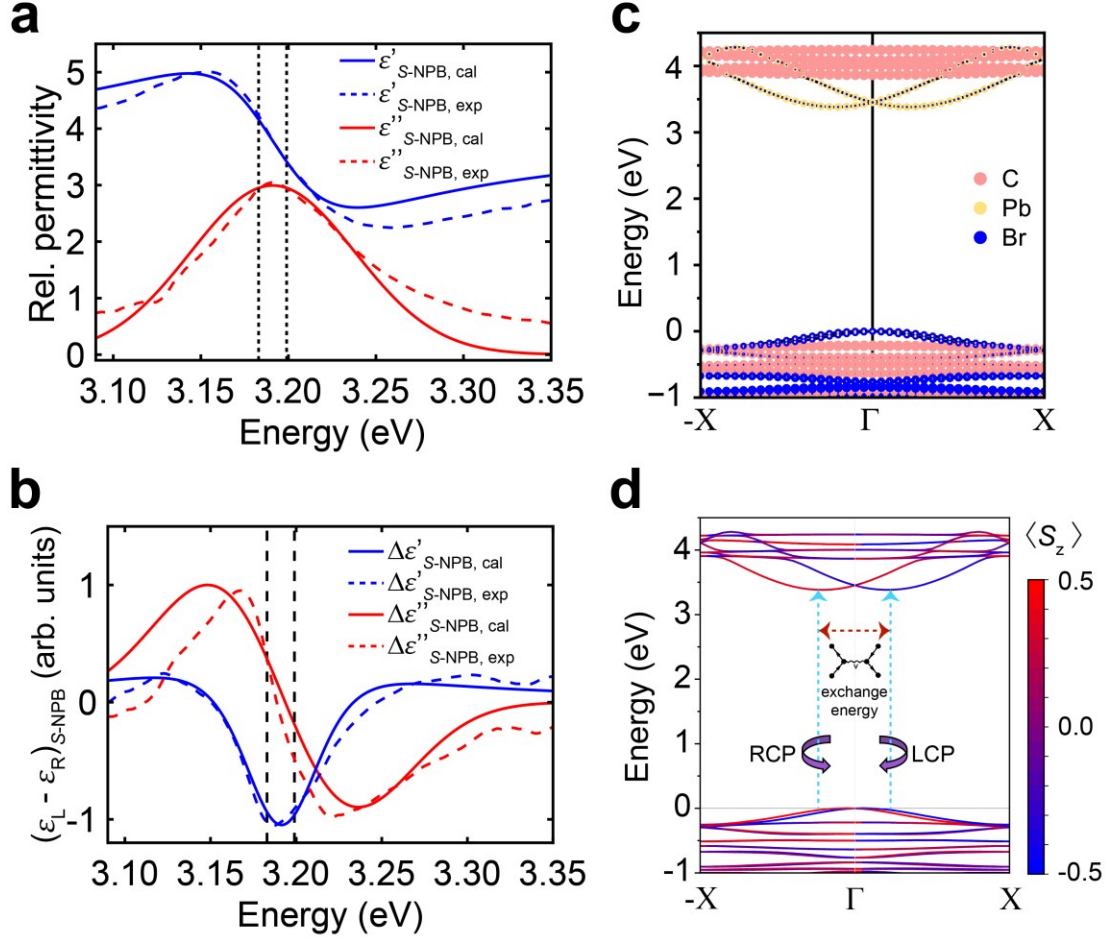 a
Rel. permittivity
5
4
3
2
1
0
ε'S-NPB, cal
ε'S-NPB, exp
ε''S-NPB, cal
ε''S-NPB, exp
3.10 3.15 3.20 3.25 3.30 3.35
Energy (eV)
b
(εL - εR)S-NPB (arb. units)
1
0
-1
Δε'S-NPB, cal
Δε'S-NPB, exp
Δε''S-NPB, cal
Δε''S-NPB, exp
3.10 3.15 3.20 3.25 3.30 3.35
Energy (eV)
c
Energy (eV)
4
3
2
1
0
−1
C
Pb
Br
-X Γ X
d
Energy (eV)
4
3
2
1
0
-1
exchange
energy
RCP LCP
-X Γ X
⟨Sz⟩
0.5
0.0
-0.5